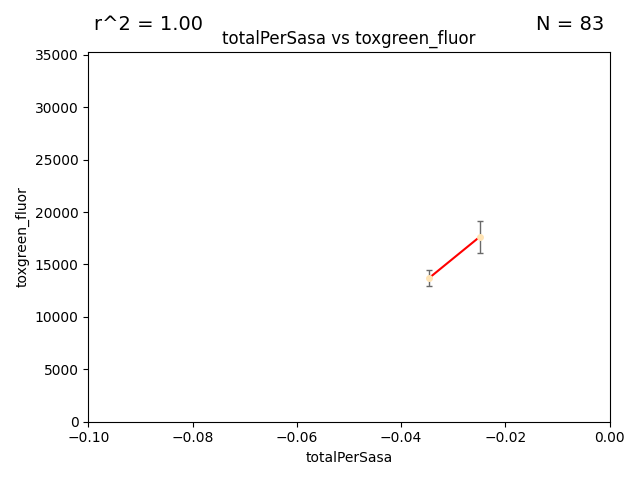 r^2 = 1.00
N = 83
totalPerSasa vs toxgreen_fluor
35000
30000
25000
20000
15000
10000
5000
0
toxgreen_fluor
−0.10 −0.08 −0.06 −0.04 −0.02 0.00
totalPerSasa